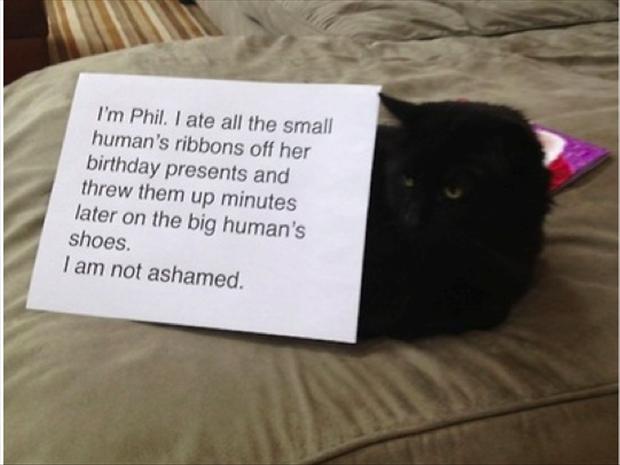 I'm Phil. I ate all the small
human's ribbons off her
birthday presents and
threw them up minutes
later on the big human's
shoes.
I am not ashamed.